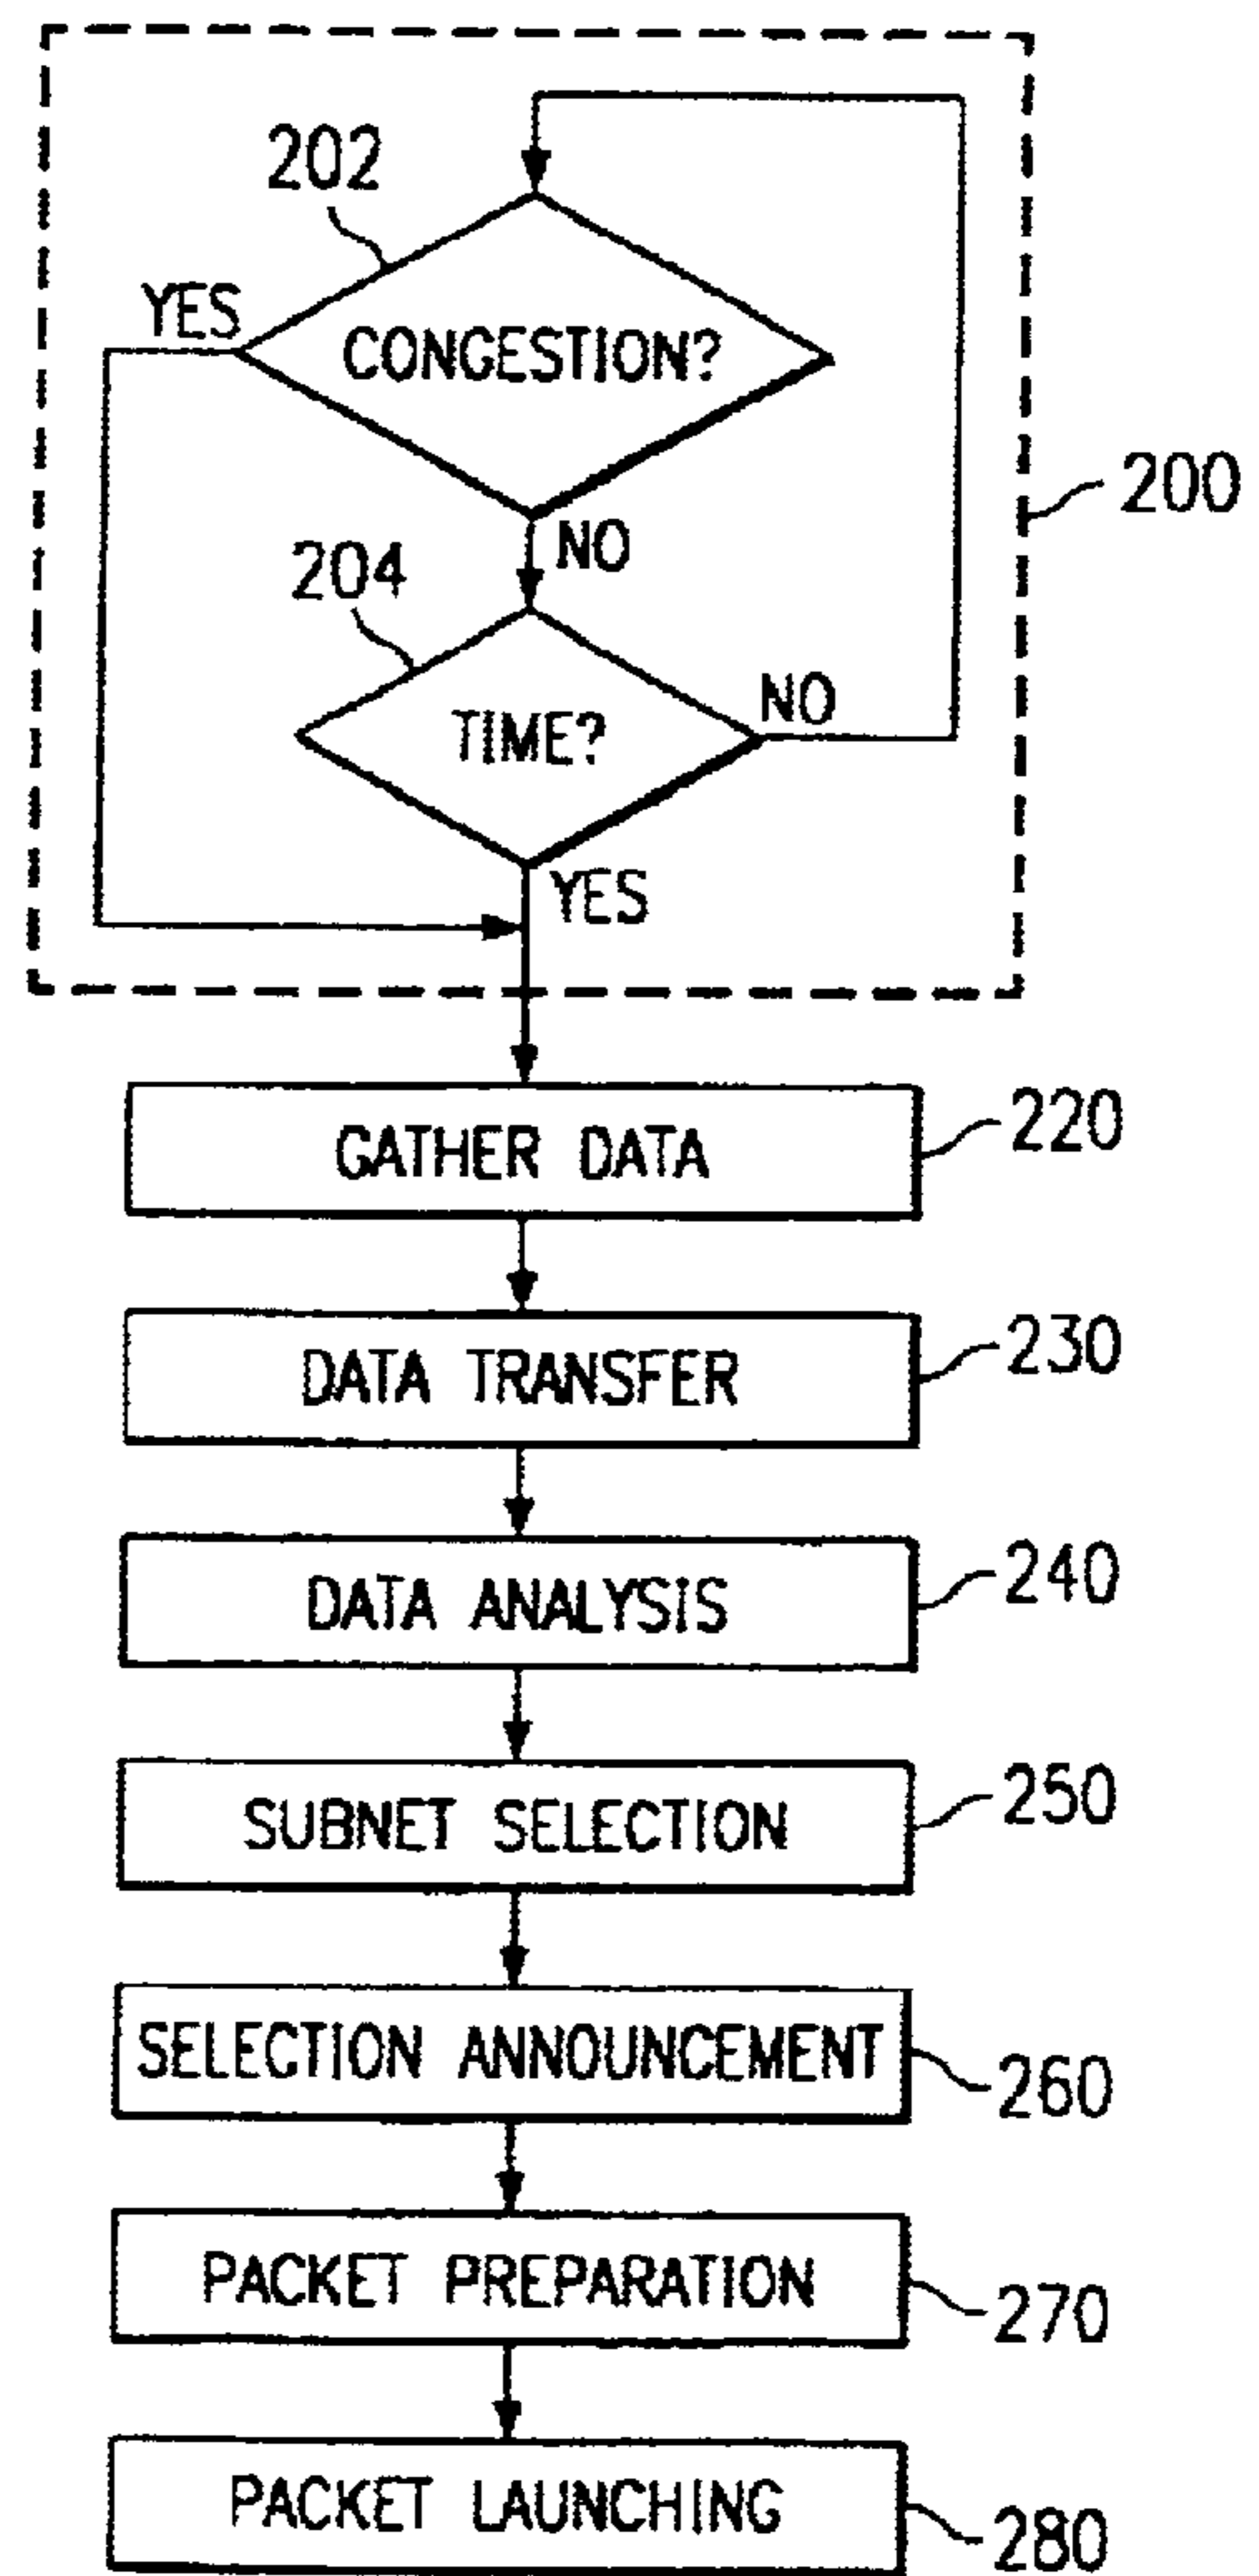 202
YES
CONGESTION?
200
NO
204
NO
TIME?
YES
GATHER DATA
220
DATA TRANSFER
230
DATA ANALYSIS
240
SUBNET SELECTION
250
SELECTION ANNOUNCEMENT
260
PACKET PREPARATION
270
PACKET LAUNCHING
280